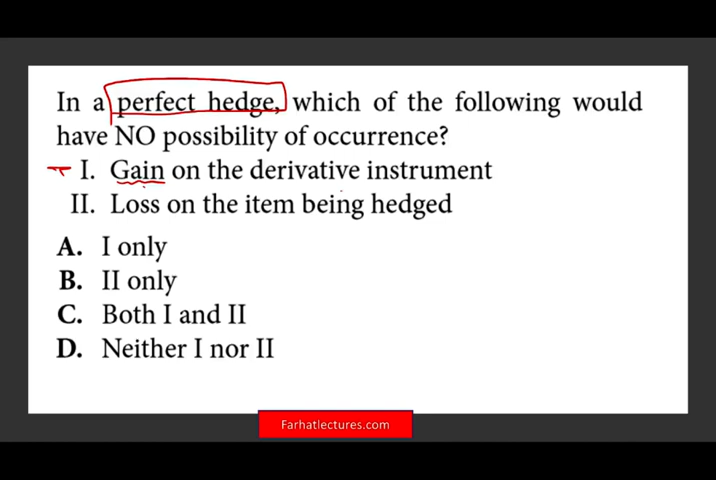 In a perfect hedge, which of the following would
have NO possibility of occurrence?
I. Gain on the derivative instrument
II. Loss on the item being hedged
A. I only
B. II only
C. Both I and II
D. Neither I nor II
Farhatlectures.com